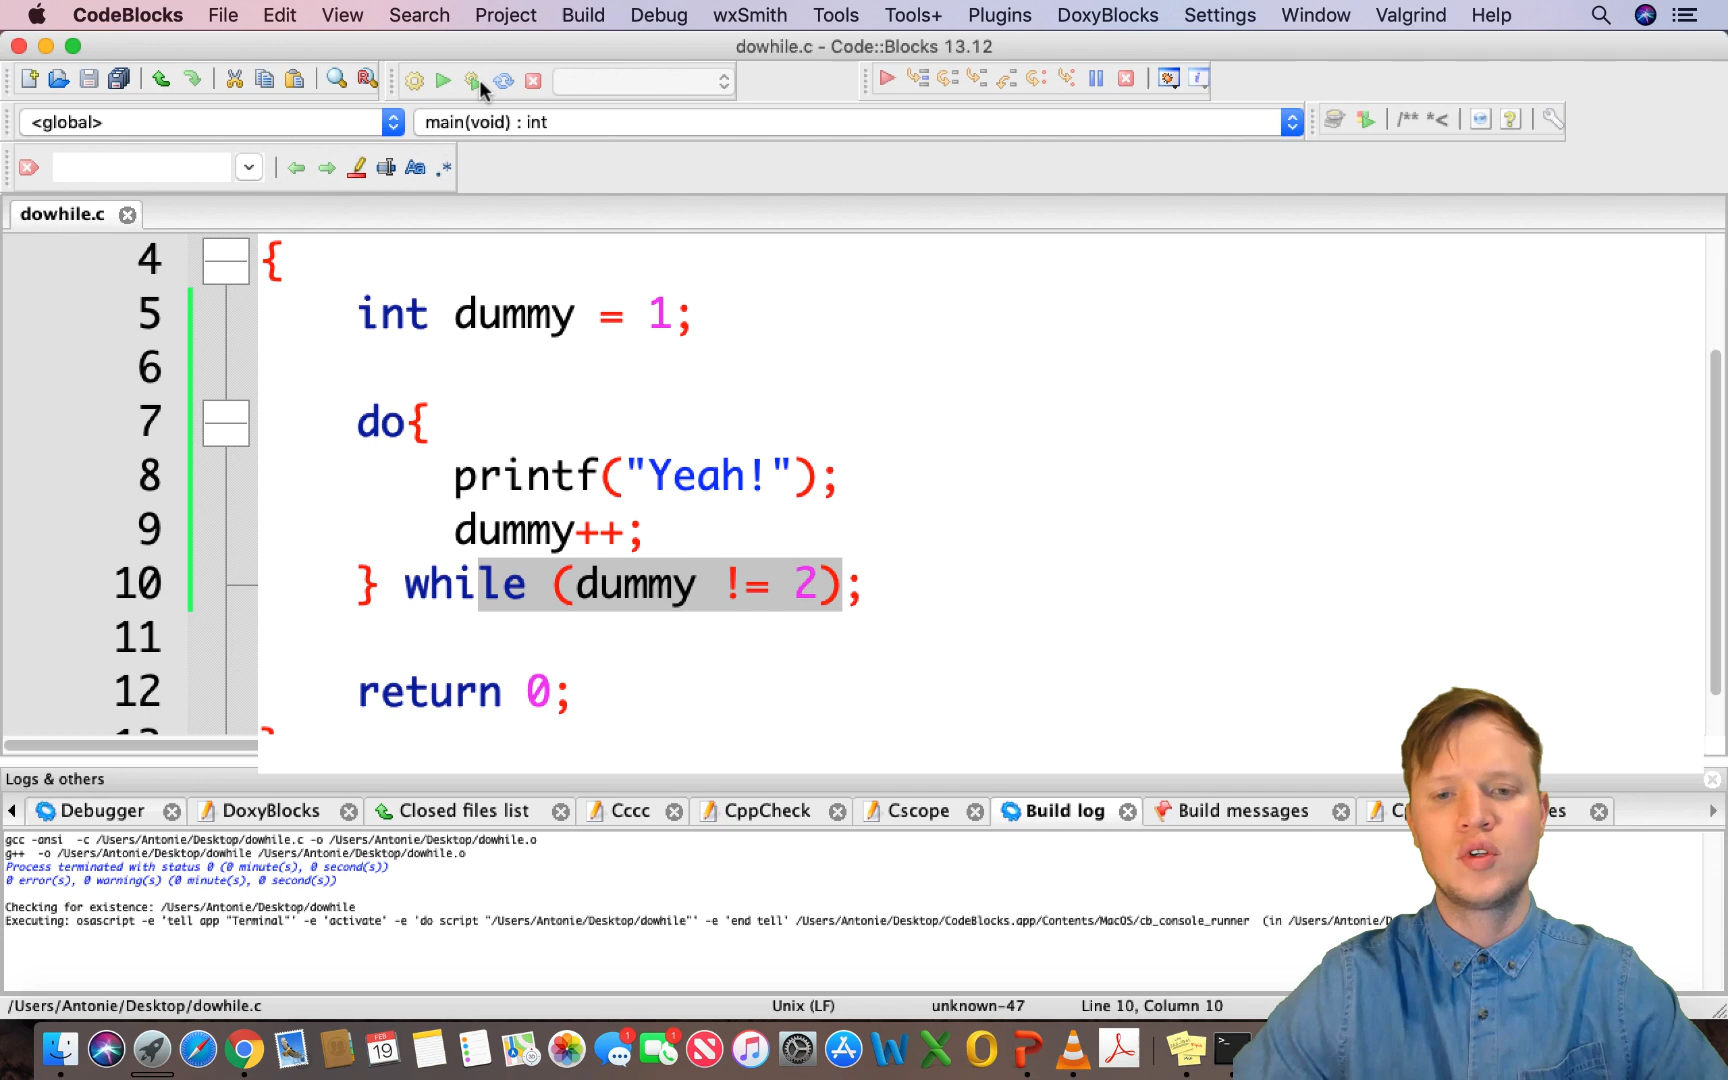 CodeBlocks File Edit View Search Project Build Debug wxSmith Tools Tools+ Plugins DoxyBlocks Settings Window Valgrind Help
dowhile.c - Code::Blocks 13.12
<global> main(void) : int /** *<
Aa .*
dowhile.c
4 {
5 int dummy = 1;
6
7 do{
8 printf("Yeah!");
9 dummy++;
10 } while (dummy != 2);
11
12 return 0;
Logs & others
Debugger DoxyBlocks Closed files list Cccc CppCheck Cscope Build log Build messages
gcc -ansi -c /Users/Antonie/Desktop/dowhile.c -o /Users/Antonie/Desktop/dowhile.o
g++ -o /Users/Antonie/Desktop/dowhile /Users/Antonie/Desktop/dowhile.o
Process terminated with status 0 (0 minute(s), 0 second(s))
0 error(s), 0 warning(s) (0 minute(s), 0 second(s))
Checking for existence: /Users/Antonie/Desktop/dowhile
Executing: osascript -e 'tell app "Terminal"' -e 'activate' -e 'do script "/Users/Antonie/Desktop/dowhile"' -e 'end tell' /Users/Antonie/Desktop/CodeBlocks.app/Contents/MacOS/cb_console_runner (in /Users/Antonie/
/Users/Antonie/Desktop/dowhile.c Unix (LF) unknown-47 Line 10, Column 10
FEB
19
1 1